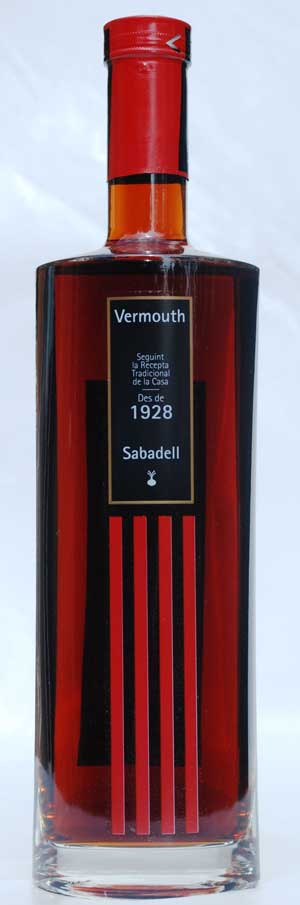 Vermouth
Seguint
la Recepta
Tradicional
de la Casa
Des de
1928
Sabadell